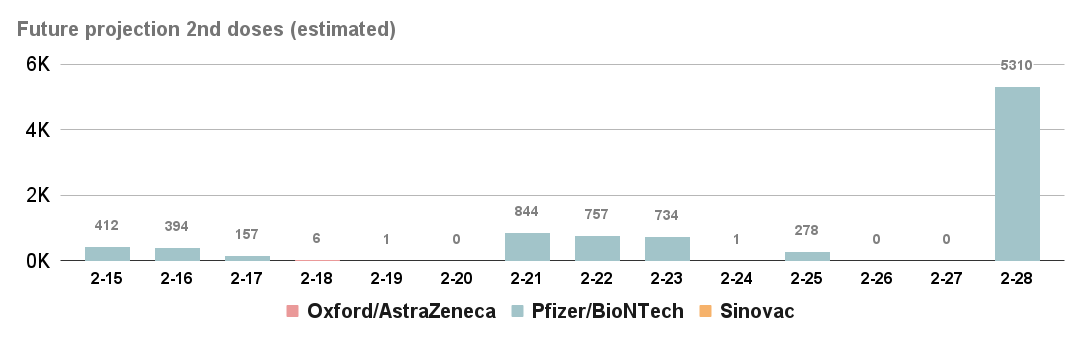 Future projection 2nd doses (estimated)
6K
4K
2K
0K
412 394 157 6 1 0 844 757 734 1 278 0 0 5310
2-15 2-16 2-17 2-18 2-19 2-20 2-21 2-22 2-23 2-24 2-25 2-26 2-27 2-28
Oxford/AstraZeneca Pfizer/BioNTech Sinovac